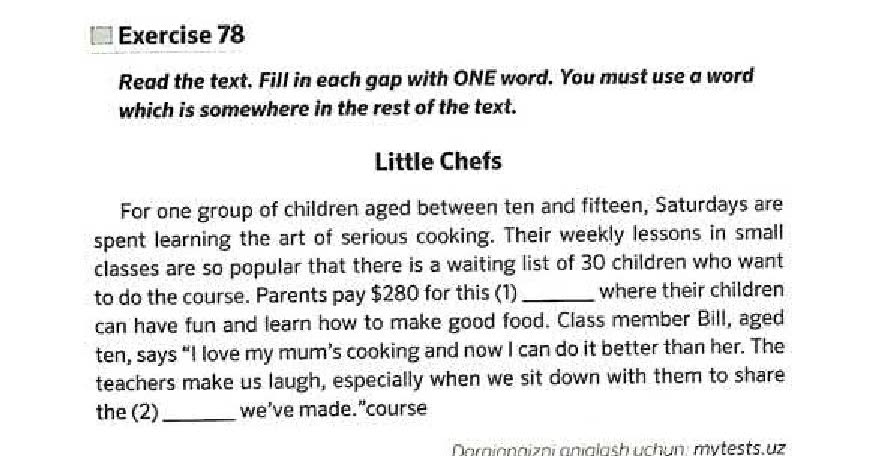 Exercise 78
Read the text. Fill in each gap with ONE word. You must use a word
which is somewhere in the rest of the text.
Little Chefs
For one group of children aged between ten and fifteen, Saturdays are
spent learning the art of serious cooking. Their weekly lessons in small
classes are so popular that there is a waiting list of 30 children who want
to do the course. Parents pay $280 for this (1) ______ where their children
can have fun and learn how to make good food. Class member Bill, aged
ten, says “I love my mum’s cooking and now I can do it better than her. The
teachers make us laugh, especially when we sit down with them to share
the (2) ______ we’ve made.”course
uchun: mytests.uz